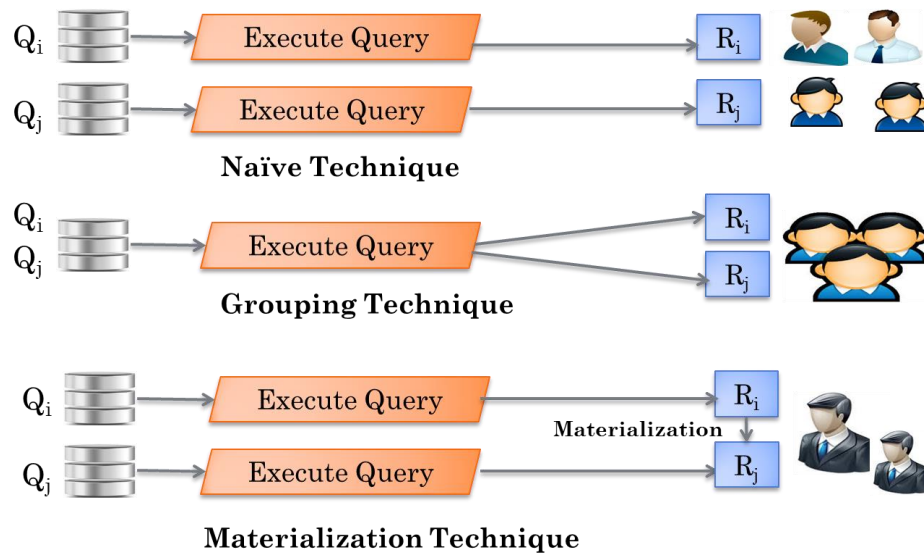 Qi Execute Query Ri
Qj Execute Query Rj
Naïve Technique
Qi
Qj Execute Query Ri
Rj
Grouping Technique
Qi Execute Query Ri
Materialization
Qj Execute Query Rj
Materialization Technique